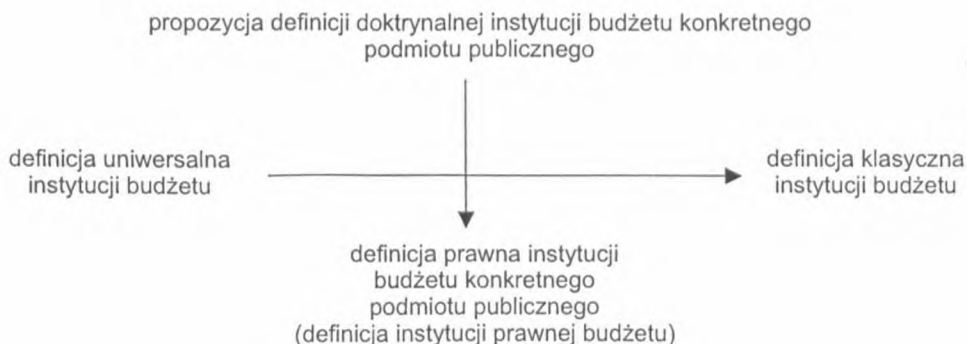 propozycja definicji doktrynalnej instytucji budżetu konkretnego
podmiotu publicznego
definicja uniwersalna
instytucji budżetu
definicja klasyczna
instytucji budżetu
definicja prawna instytucji
budżetu konkretnego
podmiotu publicznego
(definicja instytucji prawnej budżetu)